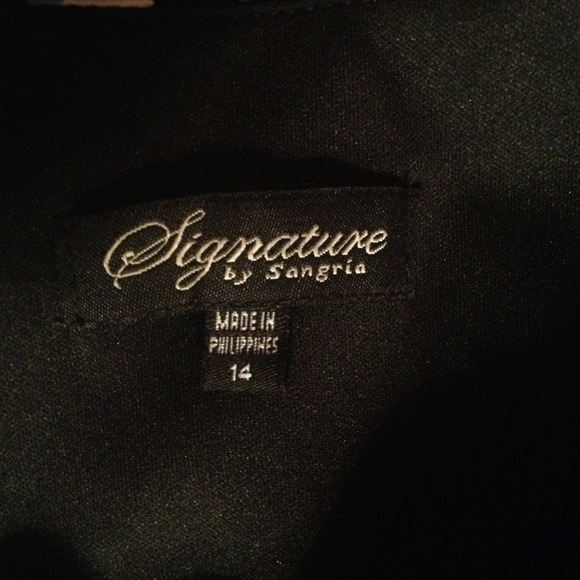 Signature
by Sangria
MADE IN
PHILIPPINES
14